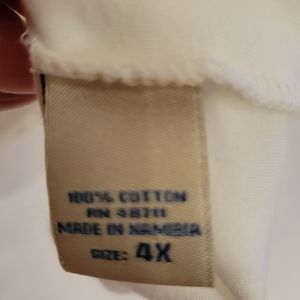 100% COTTON
RN 48711
MADE IN NAMIBIA
SIZE: 4X